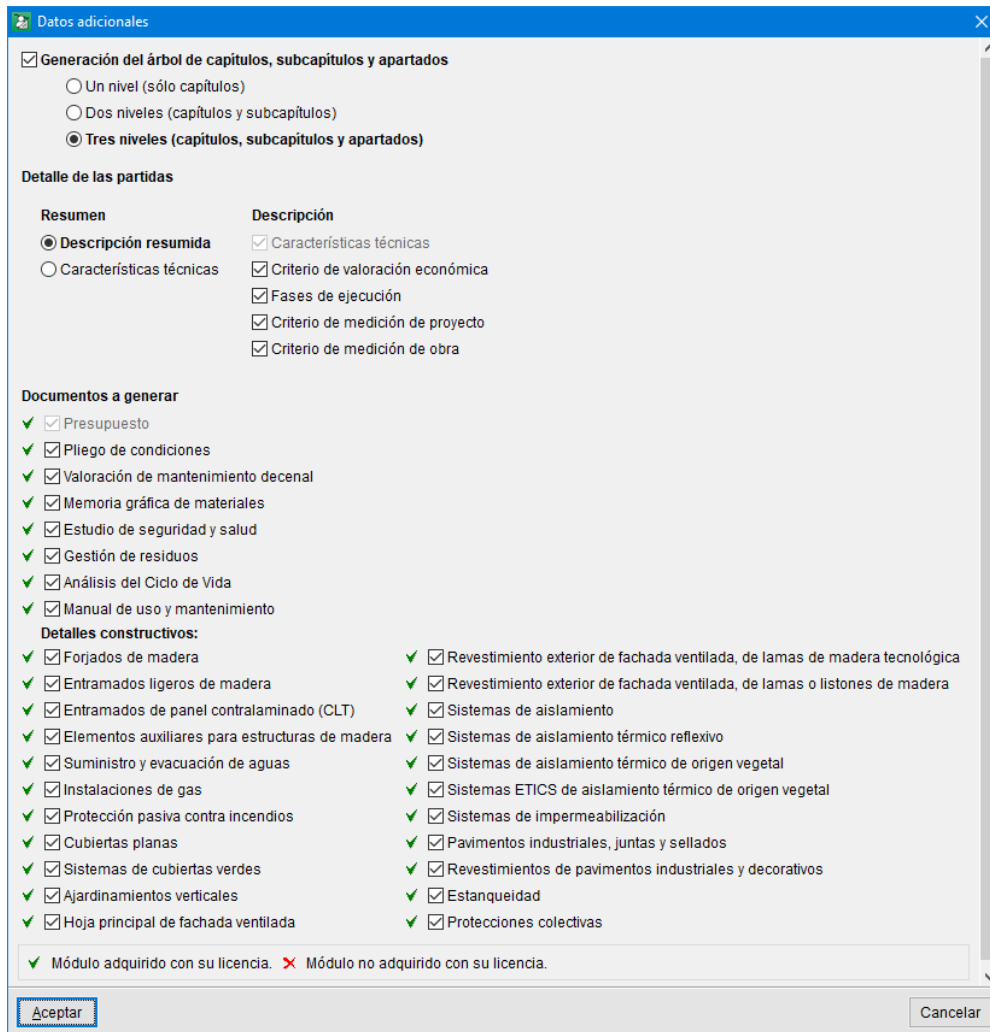 Datos adicionales
Generación del árbol de capítulos, subcapítulos y apartados
Un nivel (sólo capítulos)
Dos niveles (capítulos y subcapítulos)
Tres niveles (capítulos, subcapítulos y apartados)
Detalle de las partidas
Resumen
Descripción resumida
Características técnicas
Descripción
Características técnicas
Criterio de valoración económica
Fases de ejecución
Criterio de medición de proyecto
Criterio de medición de obra
Documentos a generar
Presupuesto
Pliego de condiciones
Valoración de mantenimiento decenal
Memoria gráfica de materiales
Estudio de seguridad y salud
Gestión de residuos
Análisis del Ciclo de Vida
Manual de uso y mantenimiento
Detalles constructivos:
Forjados de madera
Entramados ligeros de madera
Entramados de panel contralaminado (CLT)
Elementos auxiliares para estructuras de madera
Suministro y evacuación de aguas
Instalaciones de gas
Protección pasiva contra incendios
Cubiertas planas
Sistemas de cubiertas verdes
Ajardinamientos verticales
Hoja principal de fachada ventilada
Revestimiento exterior de fachada ventilada, de lamas de madera tecnológica
Revestimiento exterior de fachada ventilada, de lamas o listones de madera
Sistemas de aislamiento
Sistemas de aislamiento térmico reflexivo
Sistemas de aislamiento térmico de origen vegetal
Sistemas ETICS de aislamiento térmico de origen vegetal
Sistemas de impermeabilización
Pavimentos industriales, juntas y sellados
Revestimientos de pavimentos industriales y decorativos
Estanqueidad
Protecciones colectivas
Módulo adquirido con su licencia. Módulo no adquirido con su licencia.
Aceptar
Cancelar